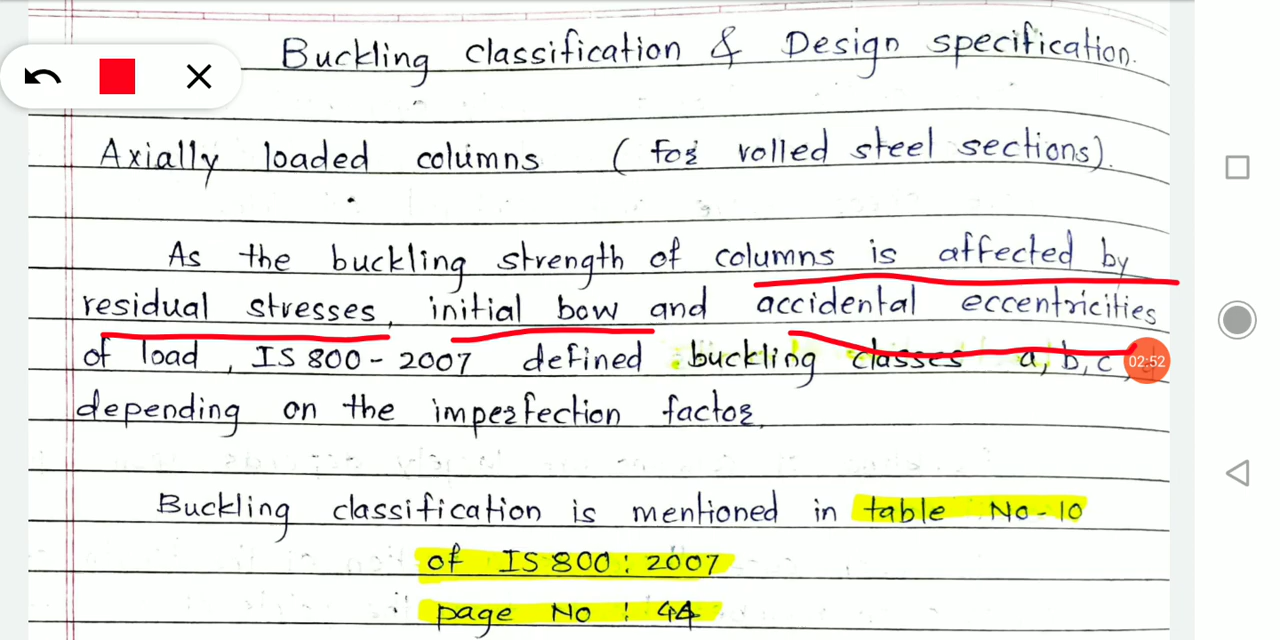 Buckling classification & Design specification.
Axially loaded columns (for rolled steel sections).
As the buckling strength of columns is affected by
residual stresses, initial bow and accidental eccentricities
of load, IS 800-2007 defined buckling classes a, b, c,
02:52
depending on the imperfection factor.
Buckling classification is mentioned in table No-10
of IS 800: 2007
page No : 44